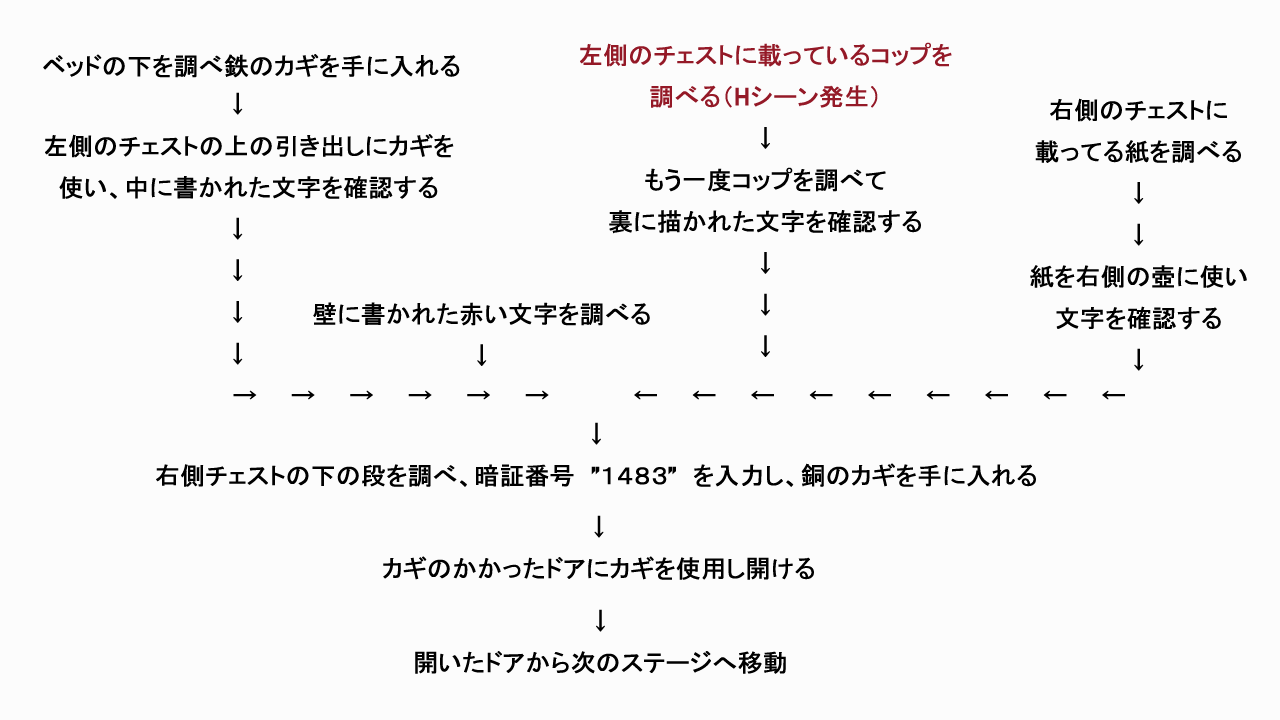 ベッドの下を調べ鉄のカギを手に入れる
↓
左側のチェストの上の引き出しにカギを
使い、中に書かれた文字を確認する
↓
↓
↓
↓
左側のチェストに載っているコップを
調べる（Hシーン発生）
↓
もう一度コップを調べて
裏に描かれた文字を確認する
↓
↓
↓
右側のチェストに
載ってる紙を調べる
↓
↓
紙を右側の壺に使い
文字を確認する
↓
壁に書かれた赤い文字を調べる
↓
→ → → → → → ← ← ← ← ← ← ← ← ←
↓
右側チェストの下の段を調べ、暗証番号 ”１４８３” を入力し、銅のカギを手に入れる
↓
カギのかかったドアにカギを使用し開ける
↓
開いたドアから次のステージへ移動